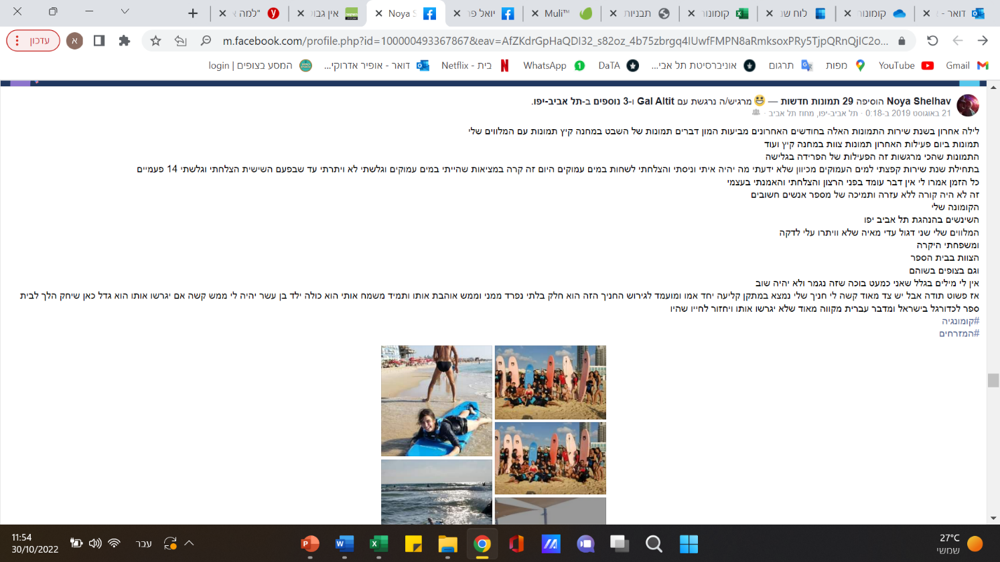 דואר - א
קומונור
לוח שנ
קומונור
תבניות
Muli™
יואל פר
Noya S
אין גבול
"למה א
m.facebook.com/profile.php?id=100000493367867&eav=AfZKdrGpHaQDI32_s82oz_4b75zbrgq4IUwfFMPN8aRmksoxPRy5TjpQRnQjIC2o...
א
עדכון
Gmail
YouTube
מפות
תרגום
אוניברסיטת תל אבי...
DaTA
WhatsApp
בית - Netflix
דואר - אופיר אדרוקי...
המסע בצופים | login
Noya Shelhav הוסיפה 29 תמונות חדשות — מרגיש/ה נרגשת עם Gal Altit ו-3 נוספים ב-תל אביב-יפו.
21 באוגוסט 2019 ב-0:18 · תל אביב-יפו, מחוז תל אביב ·
לילה אחרון בשנת שירות התמונות האלה בחודשים האחרונים מביעות המון דברים תמונות של השבט במחנה קיץ תמונות עם המלווים שלי
תמונות ביום פעילות האחרון תמונות צוות במחנה קיץ ועוד
התמונות שהכי מרגשות זה הפעילות של הפרידה בגלישה
בתחילת שנת שירות קפצתי למים העמוקים מכיוון שלא ידעתי מה יהיה איתי וניסתי והצלחתי לשחות במים עמוקים היום זה קרה במציאות שהייתי במים עמוקים וגלשתי לא ויתרתי עד שבפעם השישית הצלחתי וגלשתי 14 פעמיים
כל הזמן אמרו לי אין דבר עומד בפני הרצון והצלחתי והאמנתי בעצמי
זה לא היה קורה ללא עזרה ותמיכה של מספר אנשים חשובים
הקומונה שלי
השינשים בהנהגת תל אביב יפו
המלווים שלי שני דגול עדי מאיה שלא וויתרו עלי לדקה
ומשפחתי היקרה
הצוות בבית הספר
וגם בצופים בשוהם
אין לי מילים בגלל שאני כמעט בוכה שזה נגמר ולא יהיה שוב
אז פשוט תודה אבל יש צד מאוד קשה לי חניך שלי נמצא במתקן קליעה יחד אמו ומועמד לגירוש החניך הזה הוא חלק בלתי נפרד ממני וממש אוהבת אותו ותמיד משמח אותי הוא כולה ילד בן עשר יהיה לי ממש קשה אם יגרשו אותו הוא גדל כאן שיחק הלך לבית
ספר לכדורגל בישראל ומדבר עברית מקווה מאוד שלא יגרשו אותו ויחזור לחייו שהיו
#קומונגיה
#המזרחים
11:54
30/10/2022
עבר
27°C
שמשי